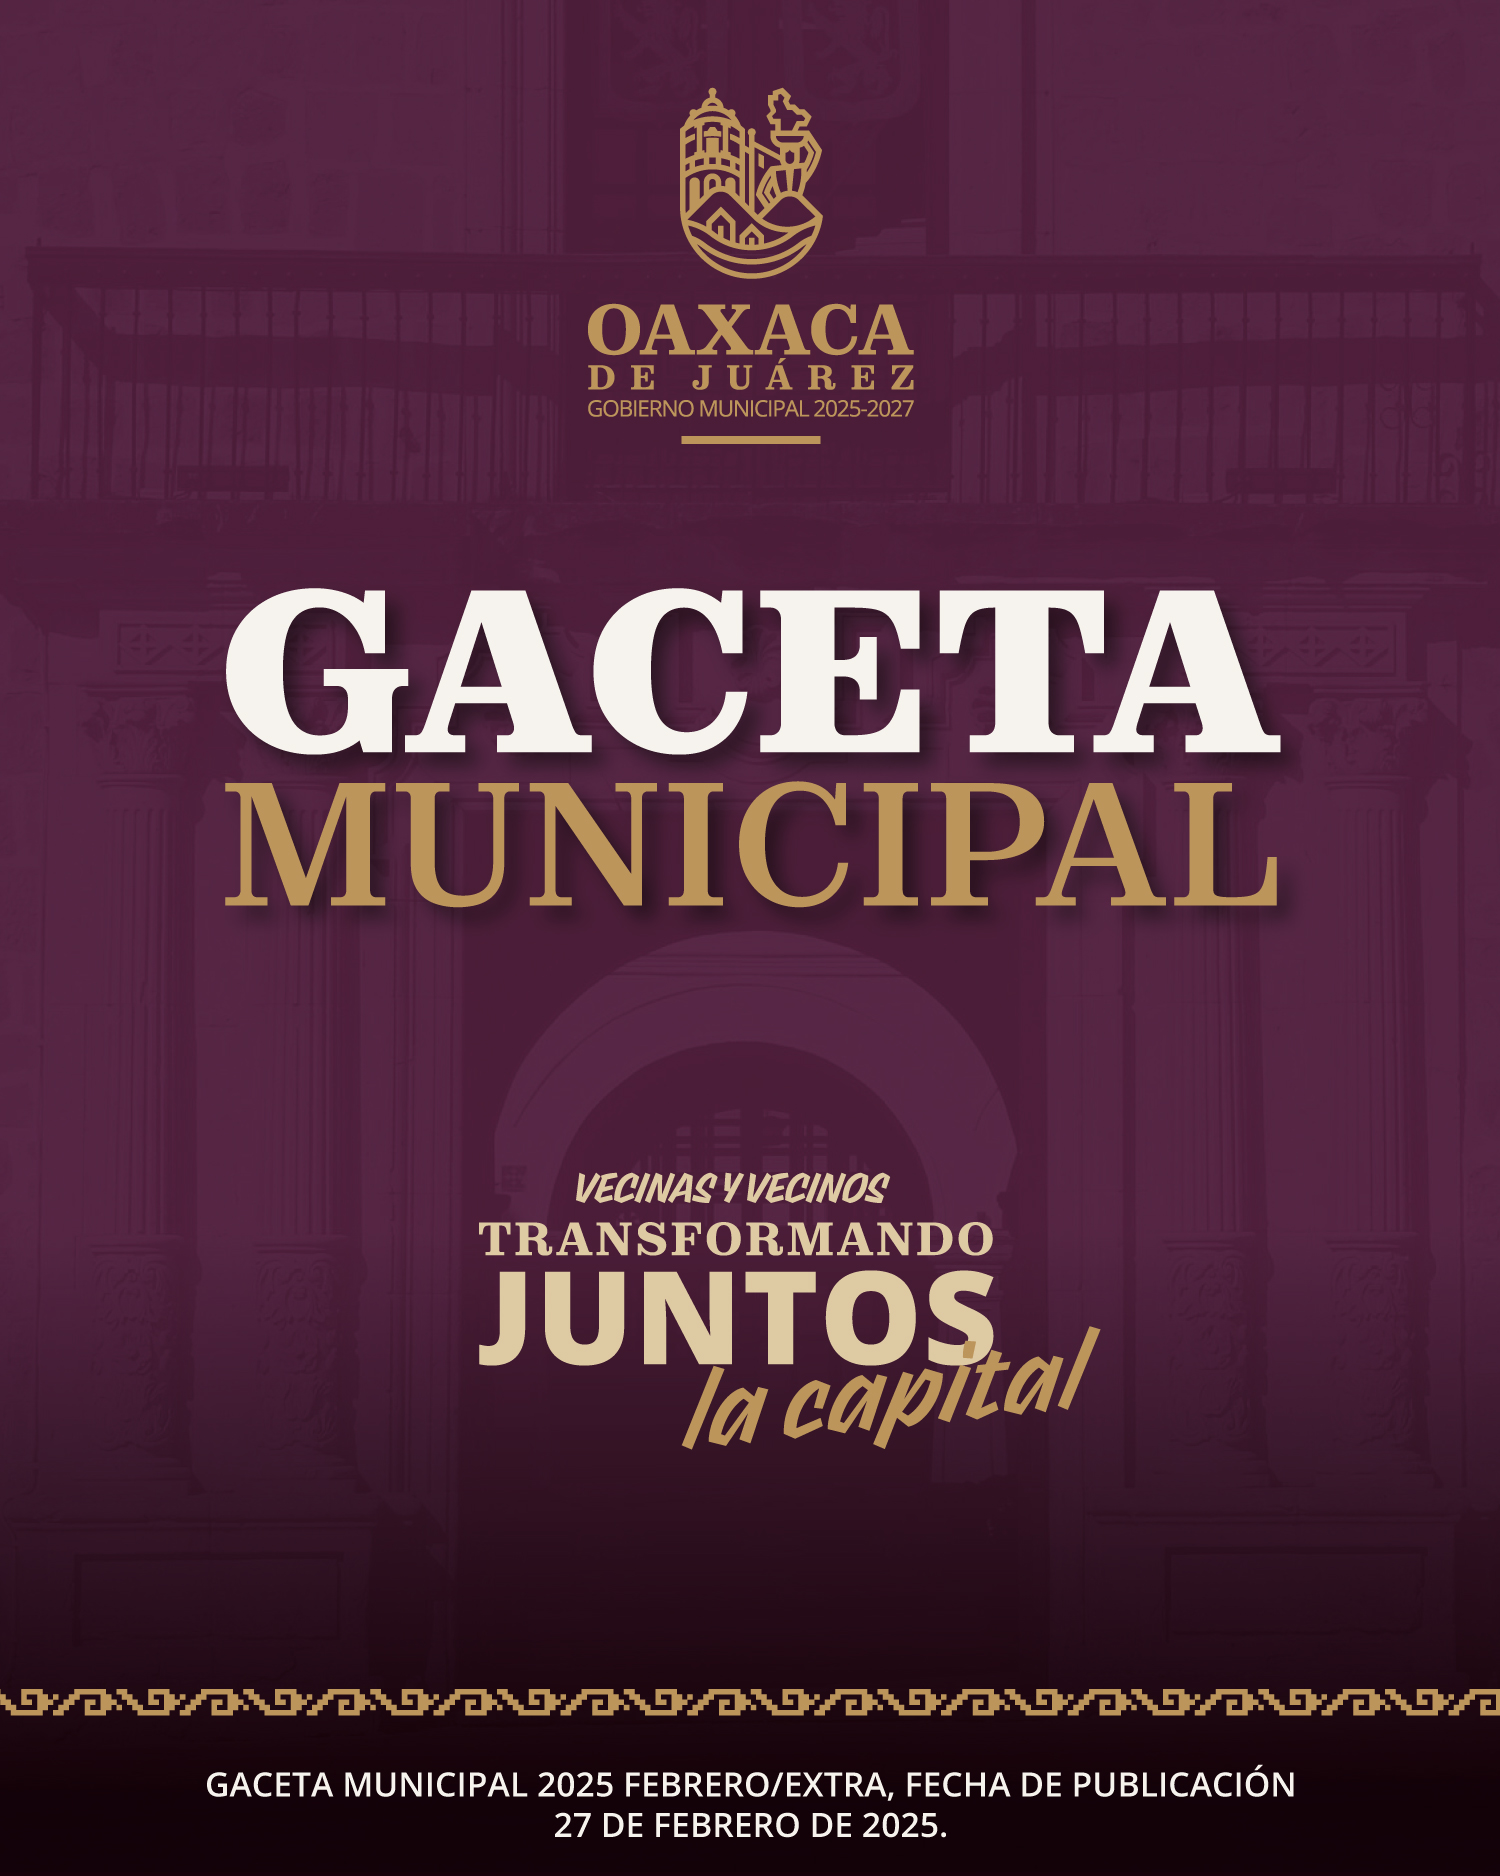 OAXACA
DE JUÁREZ
GOBIERNO MUNICIPAL 2025-2027
GACETA
MUNICIPAL
VECINAS Y VECINOS
TRANSFORMANDO
JUNTOS
la capital
GACETA MUNICIPAL 2025 FEBRERO/EXTRA, FECHA DE PUBLICACIÓN
27 DE FEBRERO DE 2025.